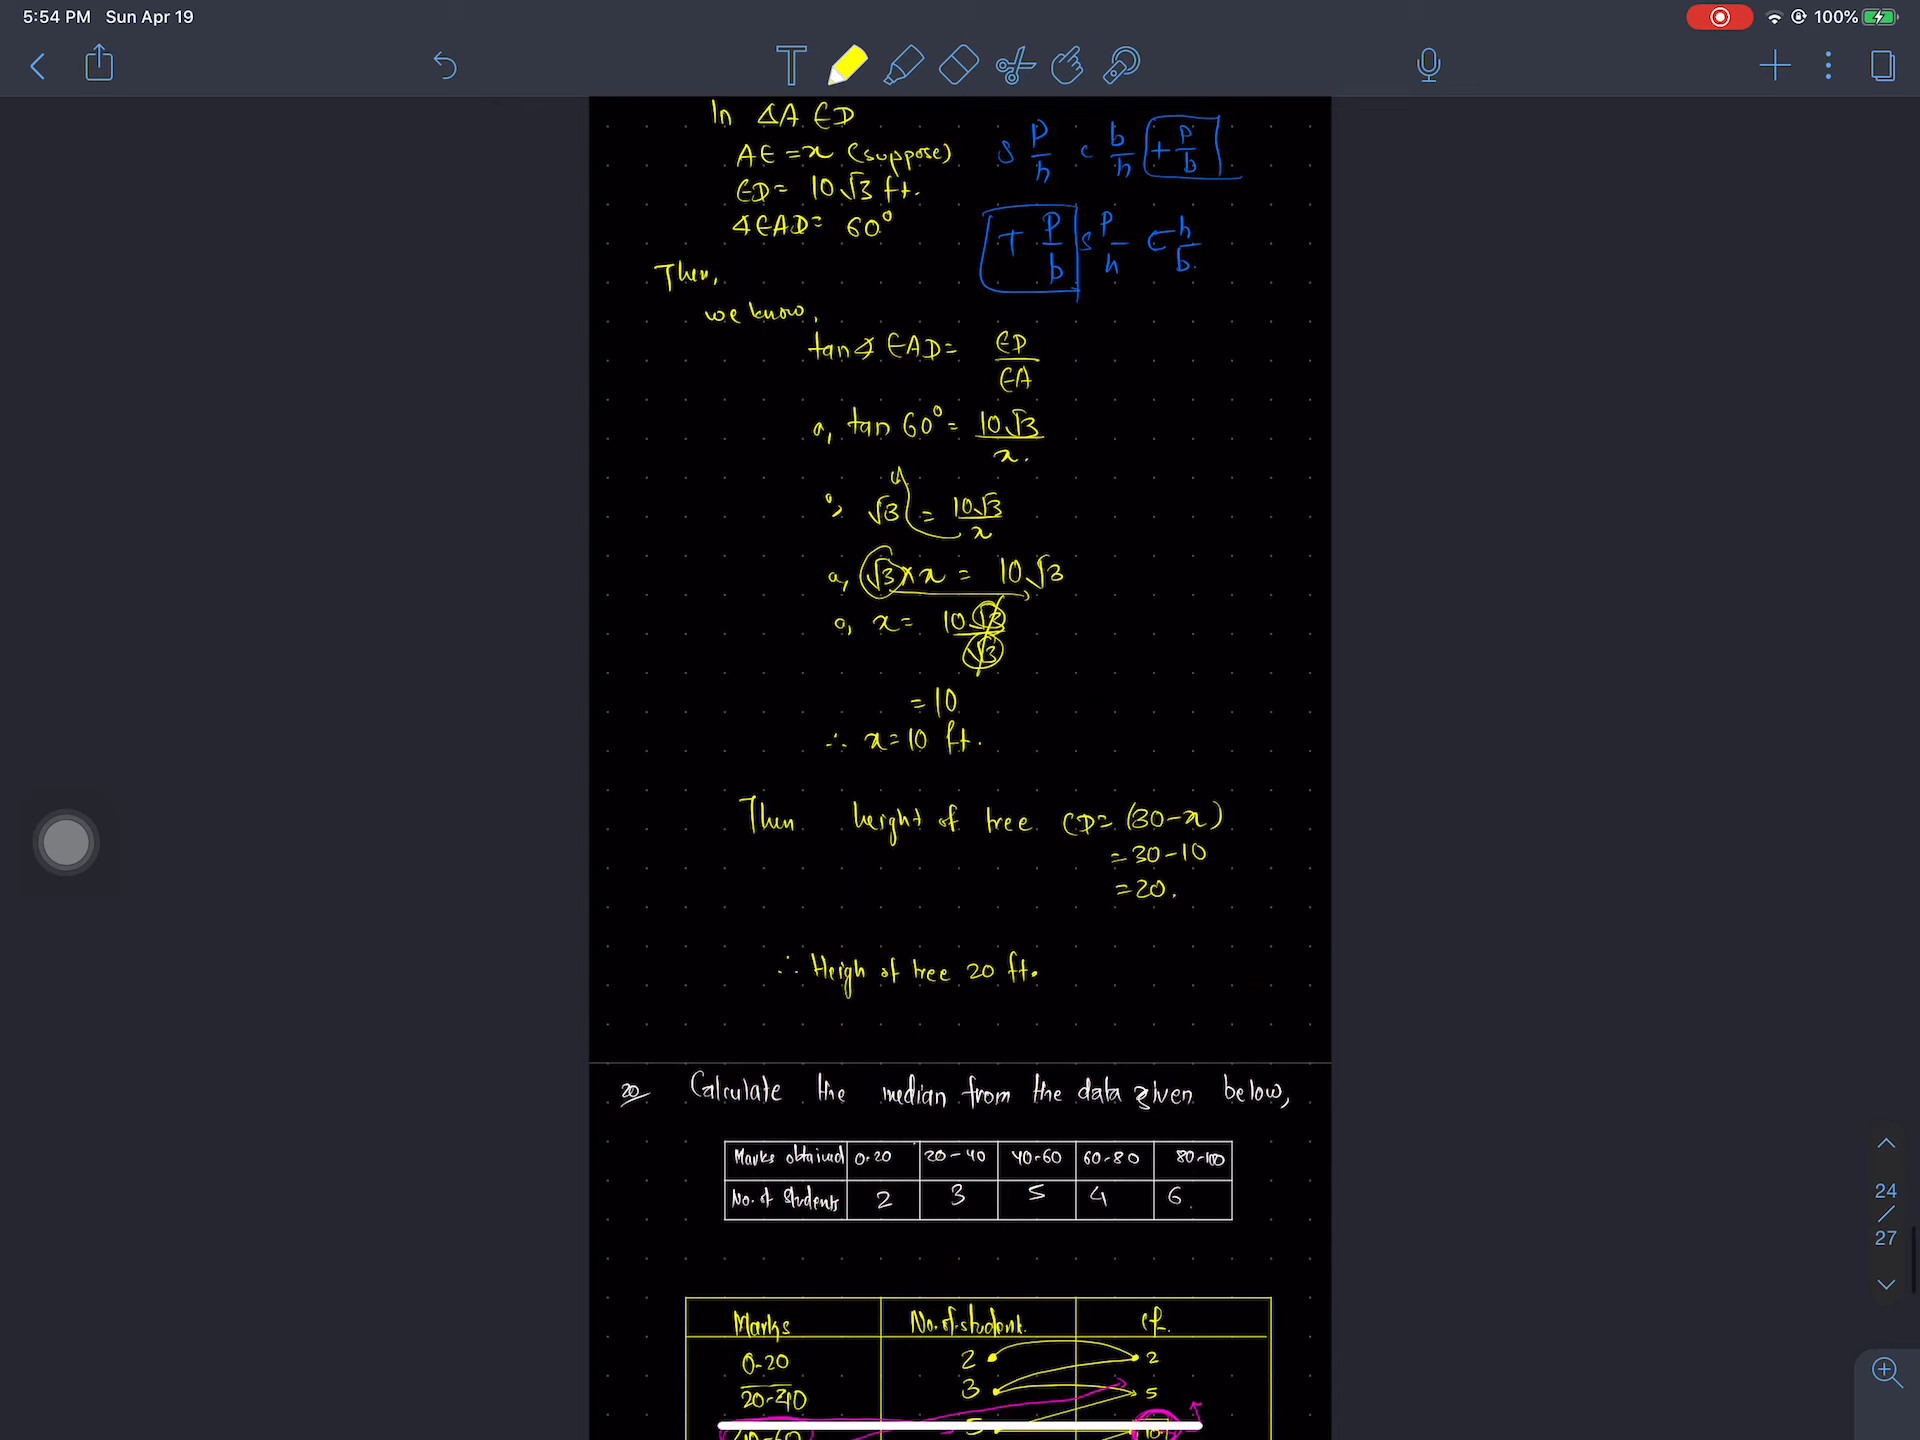 5:54 PM Sun Apr 19
100%
T
In ∆A ED
AE = x (suppose)
ED = 10√3 ft.
∡EAD = 60°
s p/h c b/h t p/b
T p/b s p/h c h/b.
Then,
we know,
tan∡ EAD = ED/EA
a, tan 60° = 10√3/x.
a, √3 = 10√3/x
a, √3 × x = 10√3
a, x = 10√3/√3
= 10
∴ x = 10 ft.
Then height of tree CD = (30-x)
= 30-10
= 20.
∴ Heigh of tree 20 ft.
20 Calculate the median from the data given below,
Marks obtained 0-20 20-40 40-60 60-80 80-100
No. of Students 2 3 5 4 6
Marks No. of student cf.
0-20 2 2
20-40 3 5
40-60 5 10
24
/
27